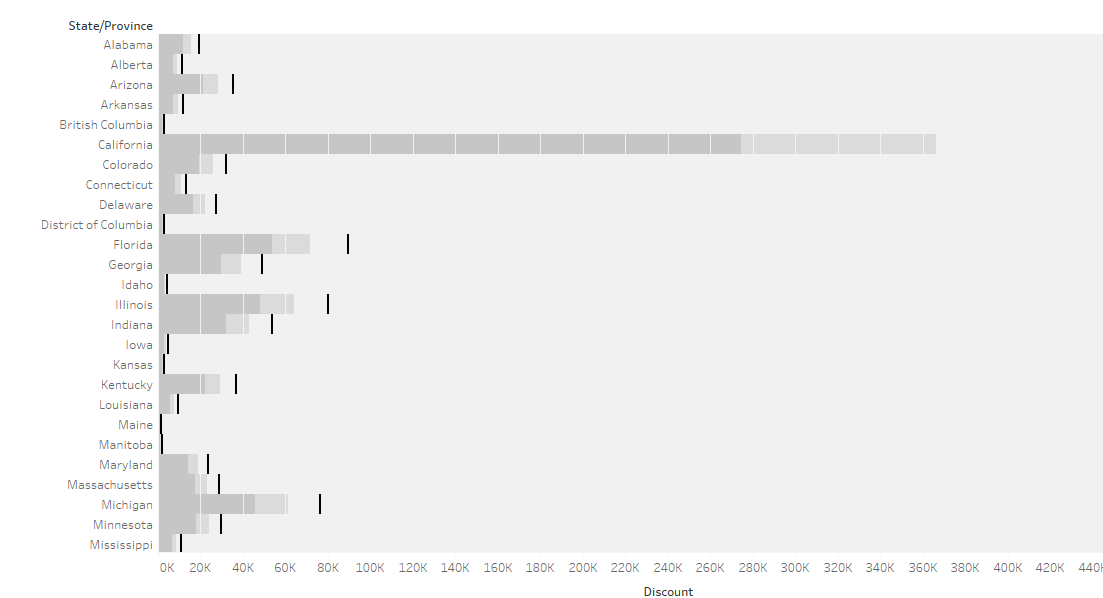 State/Province
Alabama
Alberta
Arizona
Arkansas
British Columbia
California
Colorado
Connecticut
Delaware
District of Columbia
Florida
Georgia
Idaho
Illinois
Indiana
Iowa
Kansas
Kentucky
Louisiana
Maine
Manitoba
Maryland
Massachusetts
Michigan
Minnesota
Mississippi
0K 20K 40K 60K 80K 100K 120K 140K 160K 180K 200K 220K 240K 260K 280K 300K 320K 340K 360K 380K 400K 420K 440K
Discount